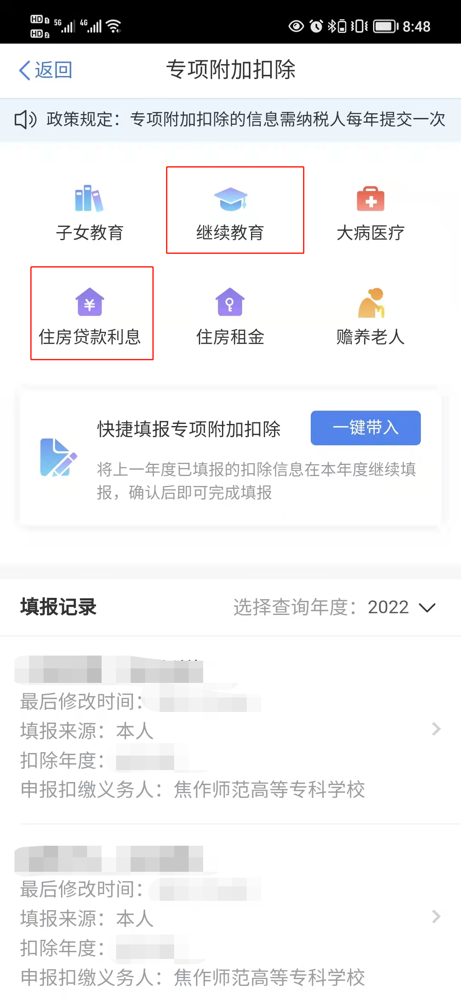 HD 1 5G 4G 8:48
HD 2
返回 专项附加扣除
政策规定：专项附加扣除的信息需纳税人每年提交一次
子女教育 继续教育 大病医疗
住房贷款利息 住房租金 赡养老人
快捷填报专项附加扣除 一键带入
将上一年度已填报的扣除信息在本年度继续填
报，确认后即可完成填报
填报记录 选择查询年度：2022
最后修改时间：
填报来源：本人
扣除年度：
申报扣缴义务人：焦作师范高等专科学校
最后修改时间：
填报来源：本人
扣除年度：
申报扣缴义务人：焦作师范高等专科学校